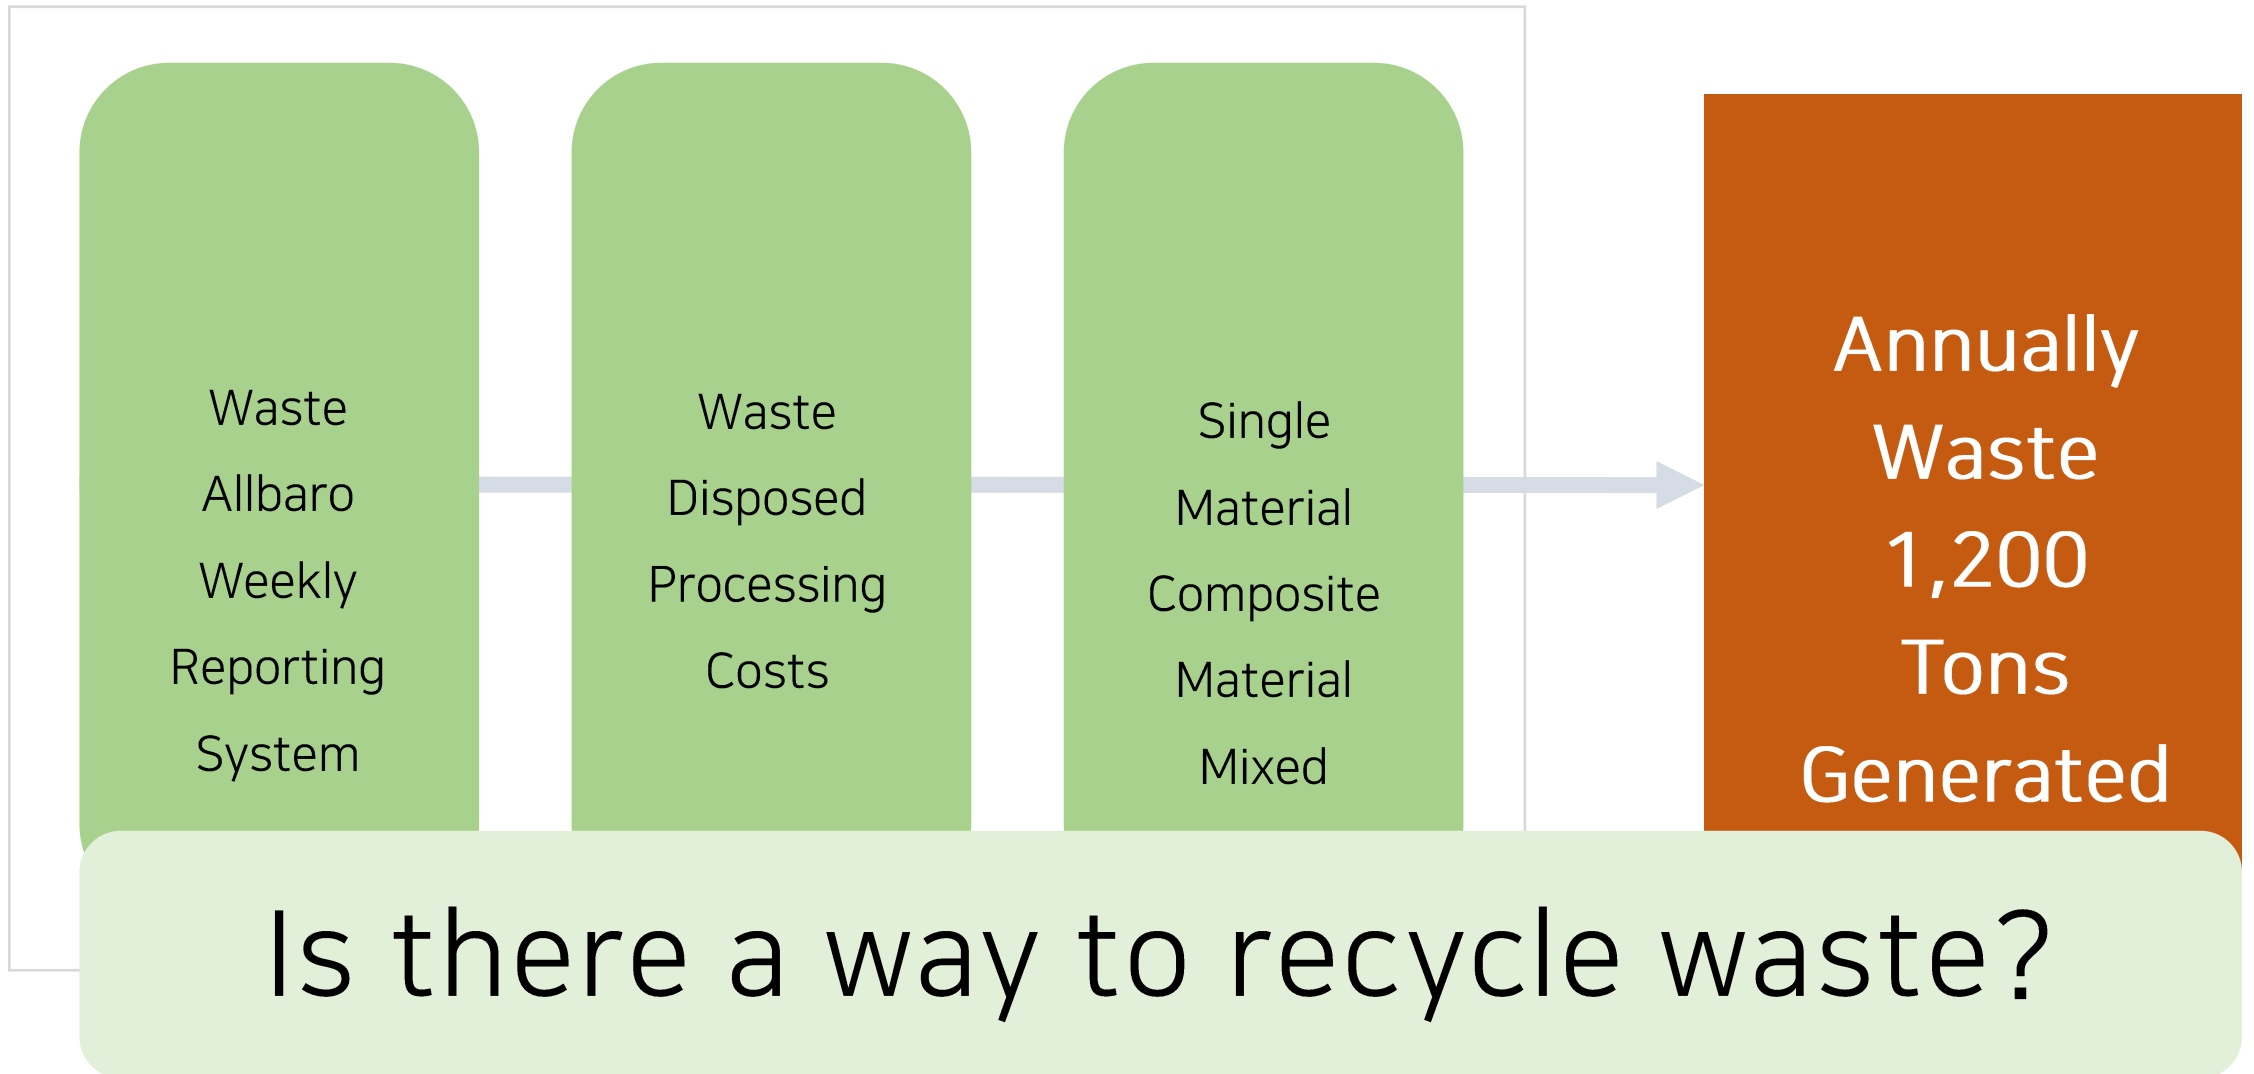 Waste
Allbaro
Weekly
Reporting
System
Waste
Disposed
Processing
Costs
Single
Material
Composite
Material
Mixed
Annually
Waste
1,200
Tons
Generated
Is there a way to recycle waste?